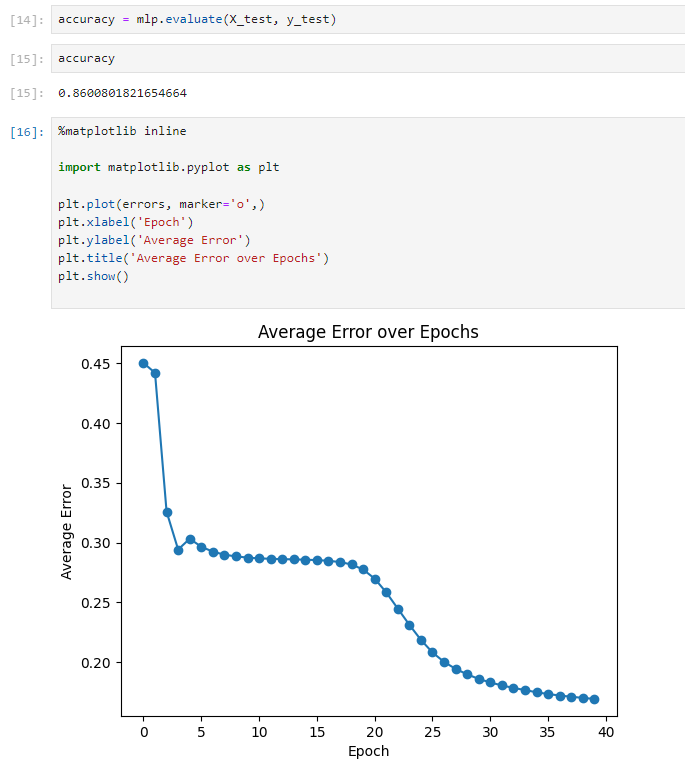 [14]: accuracy = mlp.evaluate(X_test, y_test)
[15]: accuracy
[15]: 0.8600801821654664
[16]: %matplotlib inline
import matplotlib.pyplot as plt
plt.plot(errors, marker='o',)
plt.xlabel('Epoch')
plt.ylabel('Average Error')
plt.title('Average Error over Epochs')
plt.show()
Average Error over Epochs
0.45
0.40
0.35
0.30
0.25
0.20
Average Error
0 5 10 15 20 25 30 35 40
Epoch